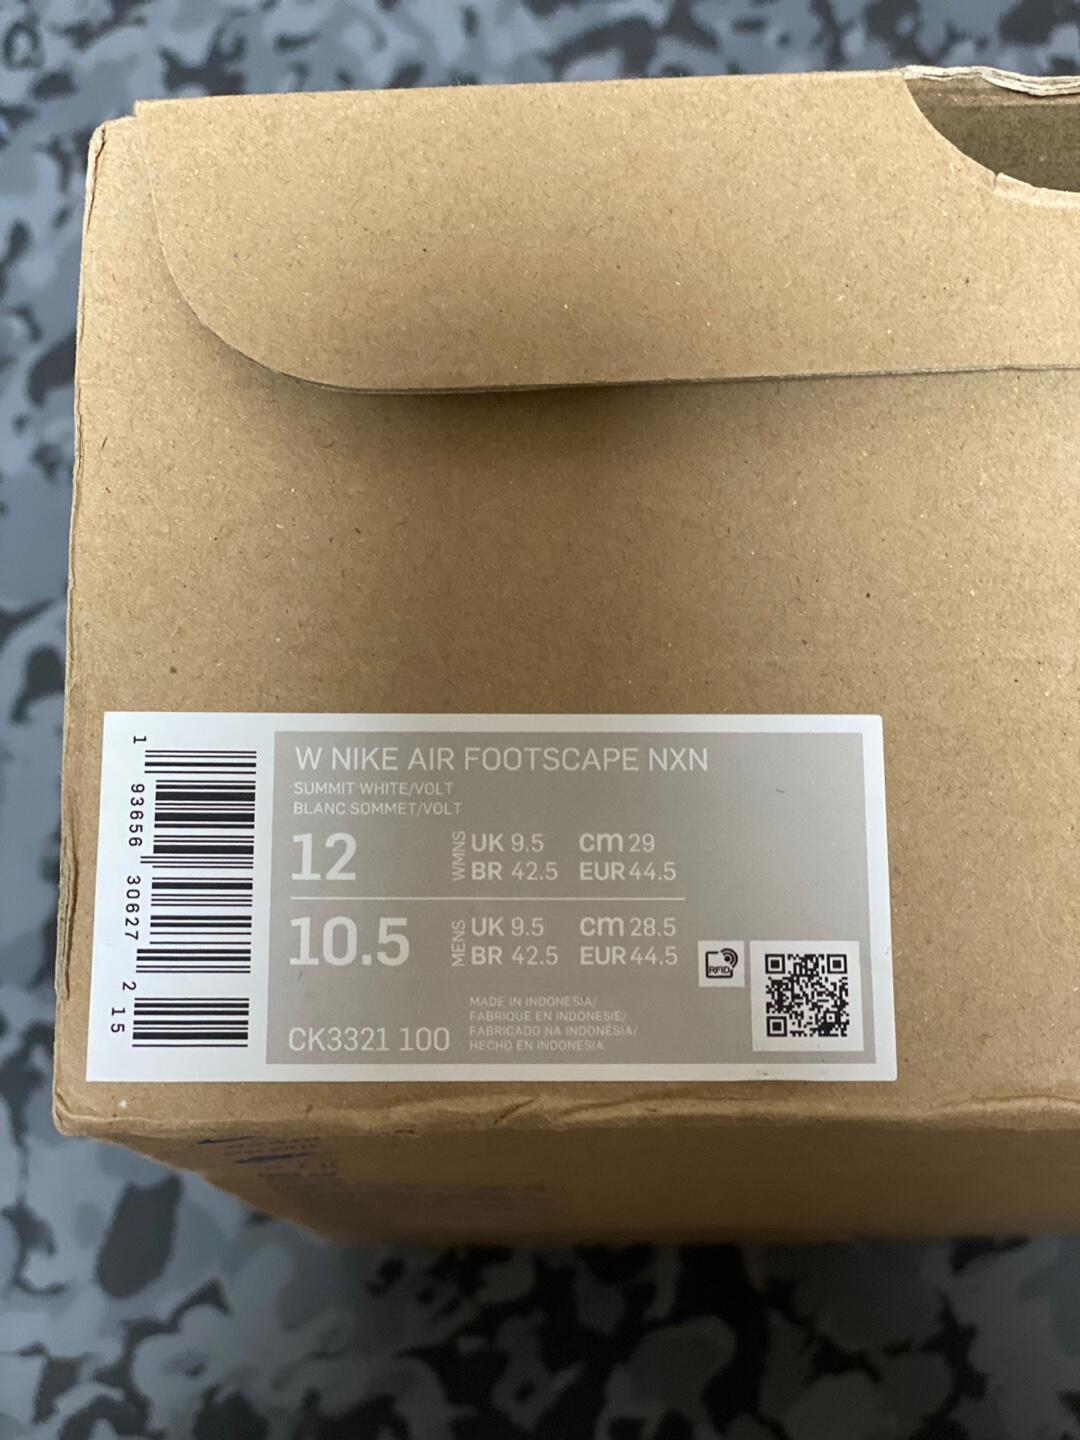 1 93656 30627 2 15
W NIKE AIR FOOTSCAPE NXN
SUMMIT WHITE/VOLT
BLANC SOMMET/VOLT
12 WMNS UK 9.5 cm 29
BR 42.5 EUR 44.5
10.5 MENS UK 9.5 cm 28.5
BR 42.5 EUR 44.5
RFID
CK3321 100
MADE IN INDONESIA/
FABRIQUE EN INDONESIE/
FABRICADO NA INDONÉSIA/
HECHO EN INDONESIA